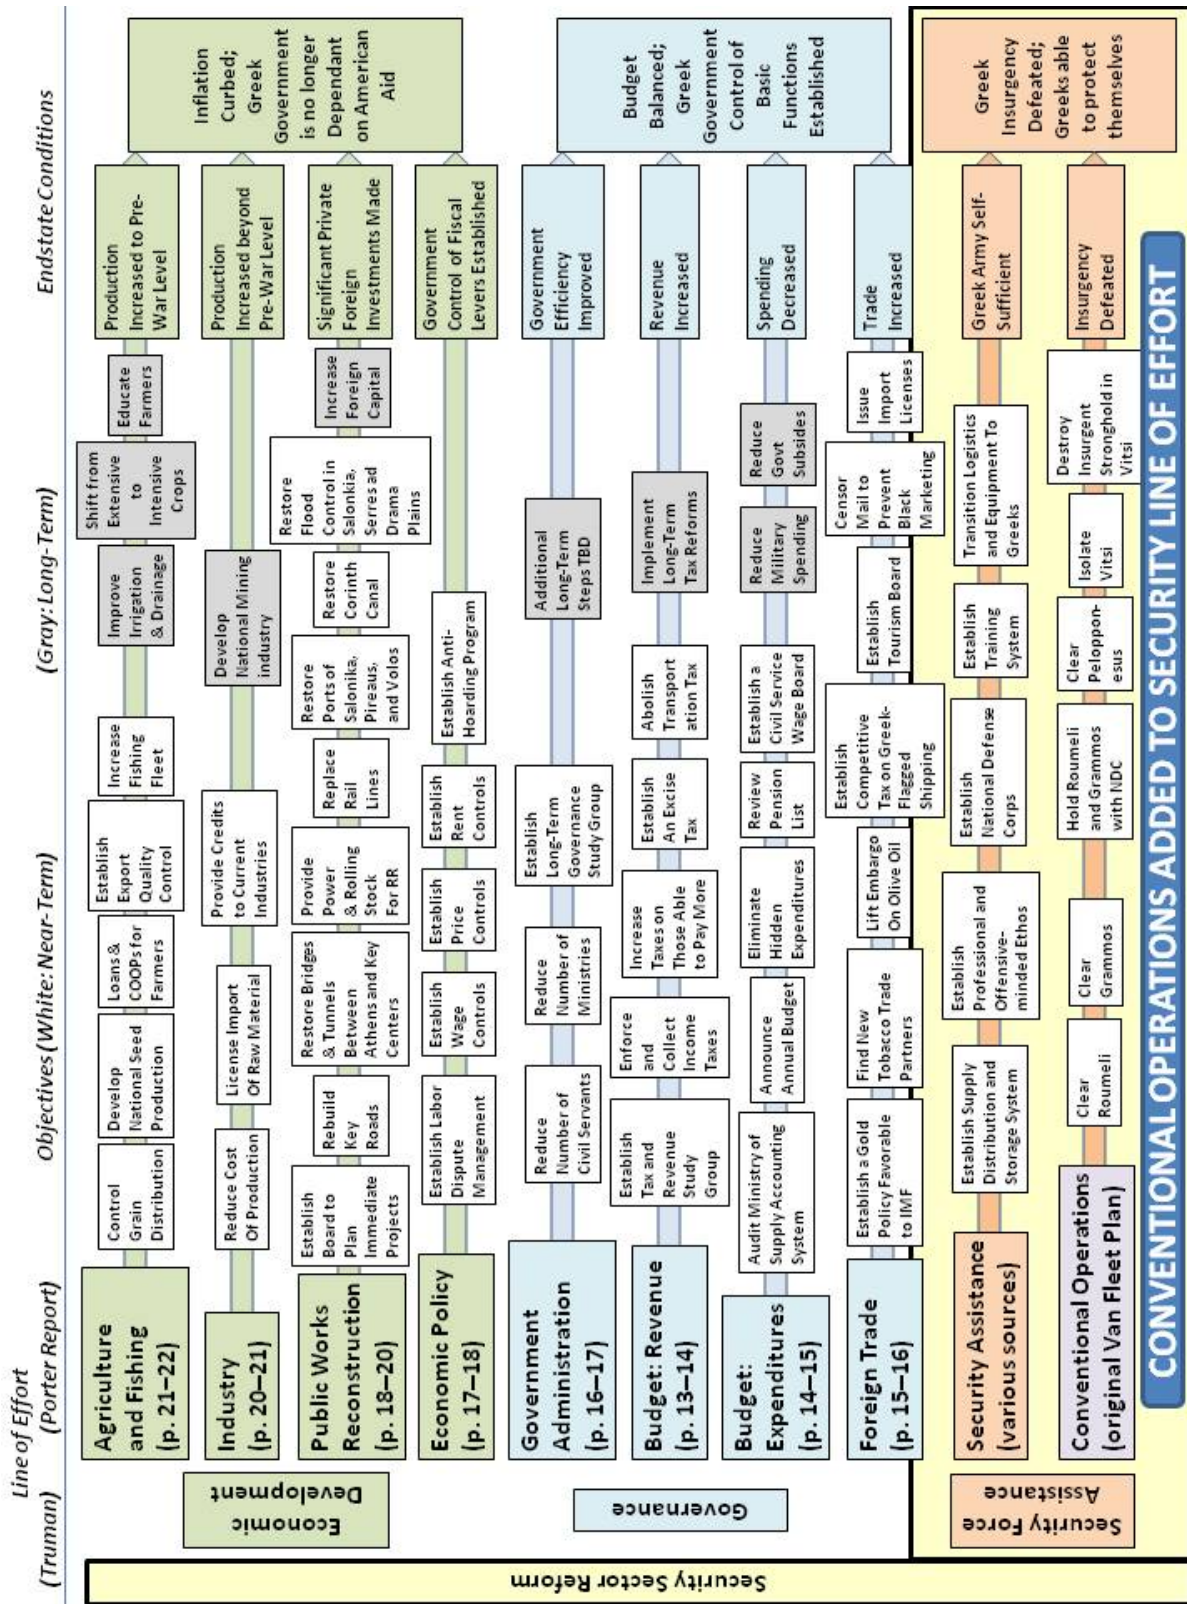 Line of Effort
(Truman)
(Porter Report)
Objectives (White: Near-Term)
(Gray: Long-Term)
Endstate Conditions
Security Sector Reform
Economic
Development
Agriculture
and Fishing
(p. 21–22)
Control
Grain
Distribution
Develop
National Seed
Production
Loans &
COOPs for
Farmers
Establish
Export
Quality
Control
Increase
Fishing
Fleet
Improve
Irrigation
& Drainage
Shift from
Extensive
to
Intensive
Crops
Educate
Farmers
Production
Increased to Pre-
War Level
Industry
(p. 20–21)
Reduce Cost
Of Production
License Import
Of Raw Material
Provide Credits
to Current
Industries
Develop
National Mining
industry
Production
Increased beyond
Pre-War Level
Public Works
Reconstruction
(p. 18–20)
Establish
Board to
Plan
Immediate
Projects
Rebuild
Key
Roads
Restore Bridges
& Tunnels
Between
Athens and Key
Centers
Provide
Power
& Rolling
Stock
For RR
Replace
Rail
Lines
Restore
Ports of
Salonika,
Pireaus,
and Volos
Restore
Corinth
Canal
Restore
Flood
Control in
Salonkia,
Serres ad
Drama
Plains
Increase
Foreign
Capital
Significant Private
Foreign
Investments Made
Economic Policy
(p. 17–18)
Establish Labor
Dispute
Management
Establish
Wage
Controls
Establish
Price
Controls
Establish
Rent
Controls
Establish Anti-
Hoarding Program
Government
Control of Fiscal
Levers Established
Inflation
Curbed;
Greek
Government
is no longer
Dependant
on American
Aid
Governance
Government
Administration
(p. 16–17)
Reduce
Number of
Civil Servants
Reduce
Number of
Ministries
Establish
Long-Term
Governance
Study Group
Additional
Long-Term
Steps TBD
Government
Efficiency
Improved
Budget: Revenue
(p. 13–14)
Establish
Tax and
Revenue
Study
Group
Enforce
and
Collect
Income
Taxes
Increase
Taxes on
Those Able
to Pay More
Establish
An Excise
Tax
Abolish
Transport
ation Tax
Implement
Long-Term
Tax Reforms
Revenue
Increased
Budget:
Expenditures
(p. 14–15)
Audit Ministry of
Supply Accounting
System
Announce
Annual Budget
Eliminate
Hidden
Expenditures
Review
Pension
List
Establish a
Civil Service
Wage Board
Reduce
Military
Spending
Reduce
Govt
Subsides
Spending
Decreased
Foreign Trade
(p. 15–16)
Establish a Gold
Policy Favorable
to IMF
Find New
Tobacco Trade
Partners
Lift Embargo
On Olive Oil
Establish
Competitive
Tax on Greek-
Flagged
Shipping
Establish
Tourism Board
Censor
Mail to
Prevent
Black
Marketing
Issue
Import
Licenses
Trade
Increased
Budget
Balanced;
Greek
Government
Control of
Basic
Functions
Established
Security Force
Assistance
Security Assistance
(various sources)
Establish Supply
Distribution and
Storage System
Establish
Professional and
Offensive-
minded Ethos
Establish
National Defense
Corps
Establish
Training
System
Transition Logistics
and Equipment To
Greeks
Greek Army Self-
Sufficient
Conventional Operations
(original Van Fleet Plan)
Clear
Roumeli
Clear
Grammos
Hold Roumeli
and Grammos
with NDC
Clear
Pelopponn-
esus
Isolate
Vitsi
Destroy
Insurgent
Stronghold in
Vitsi
Insurgency
Defeated
Greek
Insurgency
Defeated;
Greeks able
to protect
themselves
CONVENTIONAL OPERATIONS ADDED TO SECURITY LINE OF EFFORT